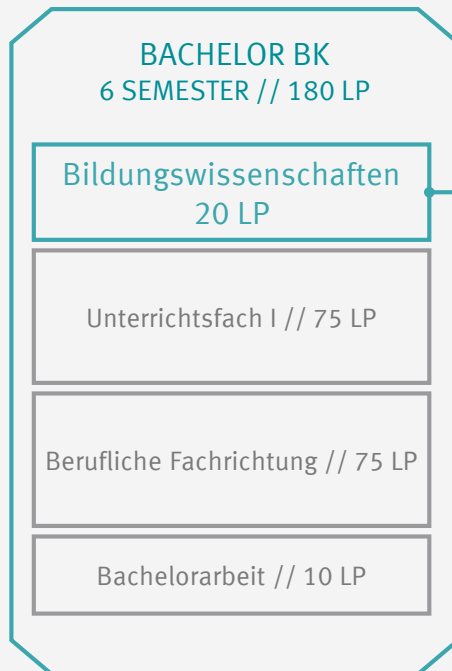 BACHELOR BK
6 SEMESTER // 180 LP
Bildungswissenschaften
20 LP
Unterrichtsfach I // 75 LP
Berufliche Fachrichtung // 75 LP
Bachelorarbeit // 10 LP